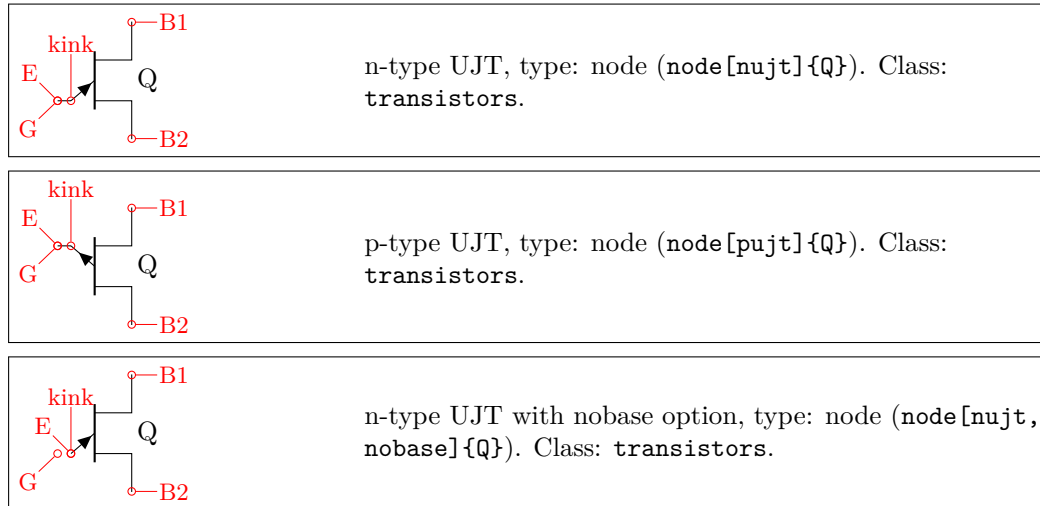 B1
kink
E
Q
G
B2
n-type UJT, type: node (node[nujt]{Q}). Class:
transistors.
kink
B1
E
G
Q
B2
p-type UJT, type: node (node[pujt]{Q}). Class:
transistors.
B1
kink
E
Q
G
B2
n-type UJT with nobase option, type: node (node[nujt,
nobase]{Q}). Class: transistors.